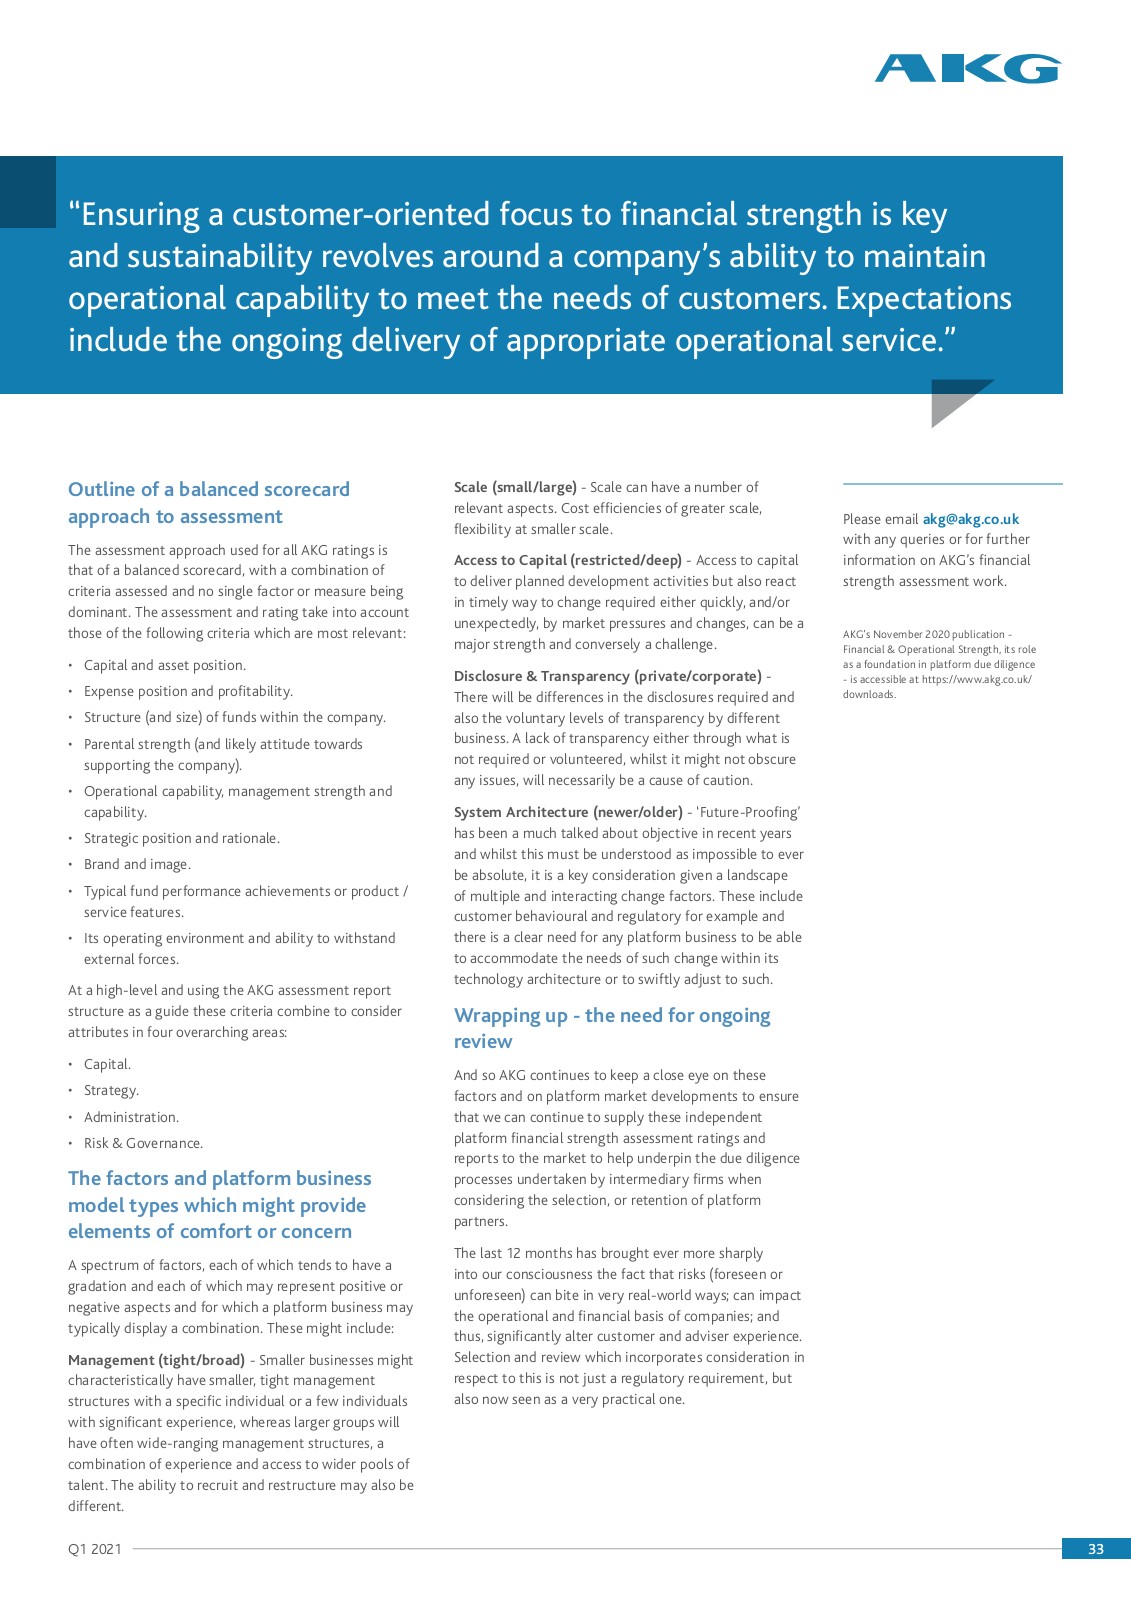 AKG
“Ensuring a customer-oriented focus to financial strength is key
and sustainability revolves around a company’s ability to maintain
operational capability to meet the needs of customers. Expectations
include the ongoing delivery of appropriate operational service.”
Outline of a balanced scorecard
approach to assessment
The assessment approach used for all AKG ratings is
that of a balanced scorecard, with a combination of
criteria assessed and no single factor or measure being
dominant. The assessment and rating take into account
those of the following criteria which are most relevant:
• Capital and asset position.
• Expense position and profitability.
• Structure (and size) of funds within the company.
• Parental strength (and likely attitude towards
supporting the company).
• Operational capability, management strength and
capability.
• Strategic position and rationale.
• Brand and image.
• Typical fund performance achievements or product /
service features.
• Its operating environment and ability to withstand
external forces.
At a high-level and using the AKG assessment report
structure as a guide these criteria combine to consider
attributes in four overarching areas:
• Capital.
• Strategy.
• Administration.
• Risk & Governance.
The factors and platform business
model types which might provide
elements of comfort or concern
A spectrum of factors, each of which tends to have a
gradation and each of which may represent positive or
negative aspects and for which a platform business may
typically display a combination. These might include:
Management (tight/broad) - Smaller businesses might
characteristically have smaller, tight management
structures with a specific individual or a few individuals
with significant experience, whereas larger groups will
have often wide-ranging management structures, a
combination of experience and access to wider pools of
talent. The ability to recruit and restructure may also be
different.
Scale (small/large) - Scale can have a number of
relevant aspects. Cost efficiencies of greater scale,
flexibility at smaller scale.
Access to Capital (restricted/deep) - Access to capital
to deliver planned development activities but also react
in timely way to change required either quickly, and/or
unexpectedly, by market pressures and changes, can be a
major strength and conversely a challenge.
Disclosure & Transparency (private/corporate) -
There will be differences in the disclosures required and
also the voluntary levels of transparency by different
business. A lack of transparency either through what is
not required or volunteered, whilst it might not obscure
any issues, will necessarily be a cause of caution.
System Architecture (newer/older) - ‘Future-Proofing’
has been a much talked about objective in recent years
and whilst this must be understood as impossible to ever
be absolute, it is a key consideration given a landscape
of multiple and interacting change factors. These include
customer behavioural and regulatory for example and
there is a clear need for any platform business to be able
to accommodate the needs of such change within its
technology architecture or to swiftly adjust to such.
Wrapping up - the need for ongoing
review
And so AKG continues to keep a close eye on these
factors and on platform market developments to ensure
that we can continue to supply these independent
platform financial strength assessment ratings and
reports to the market to help underpin the due diligence
processes undertaken by intermediary firms when
considering the selection, or retention of platform
partners.
The last 12 months has brought ever more sharply
into our consciousness the fact that risks (foreseen or
unforeseen) can bite in very real-world ways; can impact
the operational and financial basis of companies; and
thus, significantly alter customer and adviser experience.
Selection and review which incorporates consideration in
respect to this is not just a regulatory requirement, but
also now seen as a very practical one.
Please email akg@akg.co.uk
with any queries or for further
information on AKG’s financial
strength assessment work.
AKG’s November 2020 publication -
Financial & Operational Strength, its role
as a foundation in platform due diligence
- is accessible at https://www.akg.co.uk/
downloads.
Q1 2021
33